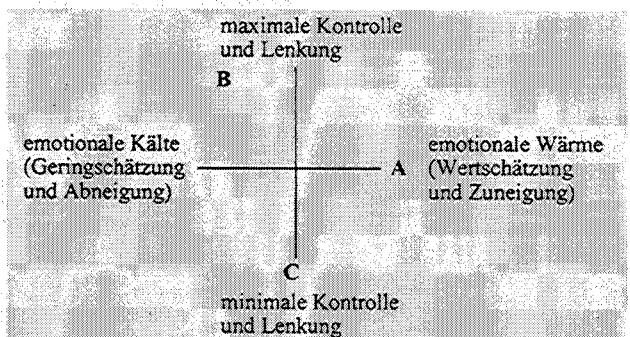 maximale Kontrolle
und Lenkung
B
emotionale Kälte
(Geringschätzung
und Abneigung)
A
emotionale Wärme
(Wertschätzung
und Zuneigung)
C
minimale Kontrolle
und Lenkung